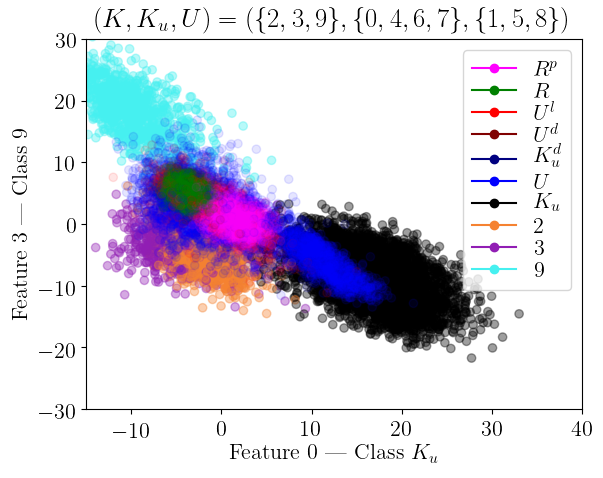 (K, K_u, U) = ({2, 3, 9}, {0, 4, 6, 7}, {1, 5, 8})
30
20
10
0
−10
−20
−30
Feature 3 — Class 9
R^p
R
U^l
U^d
K_u^d
U
K_u
2
3
9
−10
0
10
20
30
40
Feature 0 — Class K_u